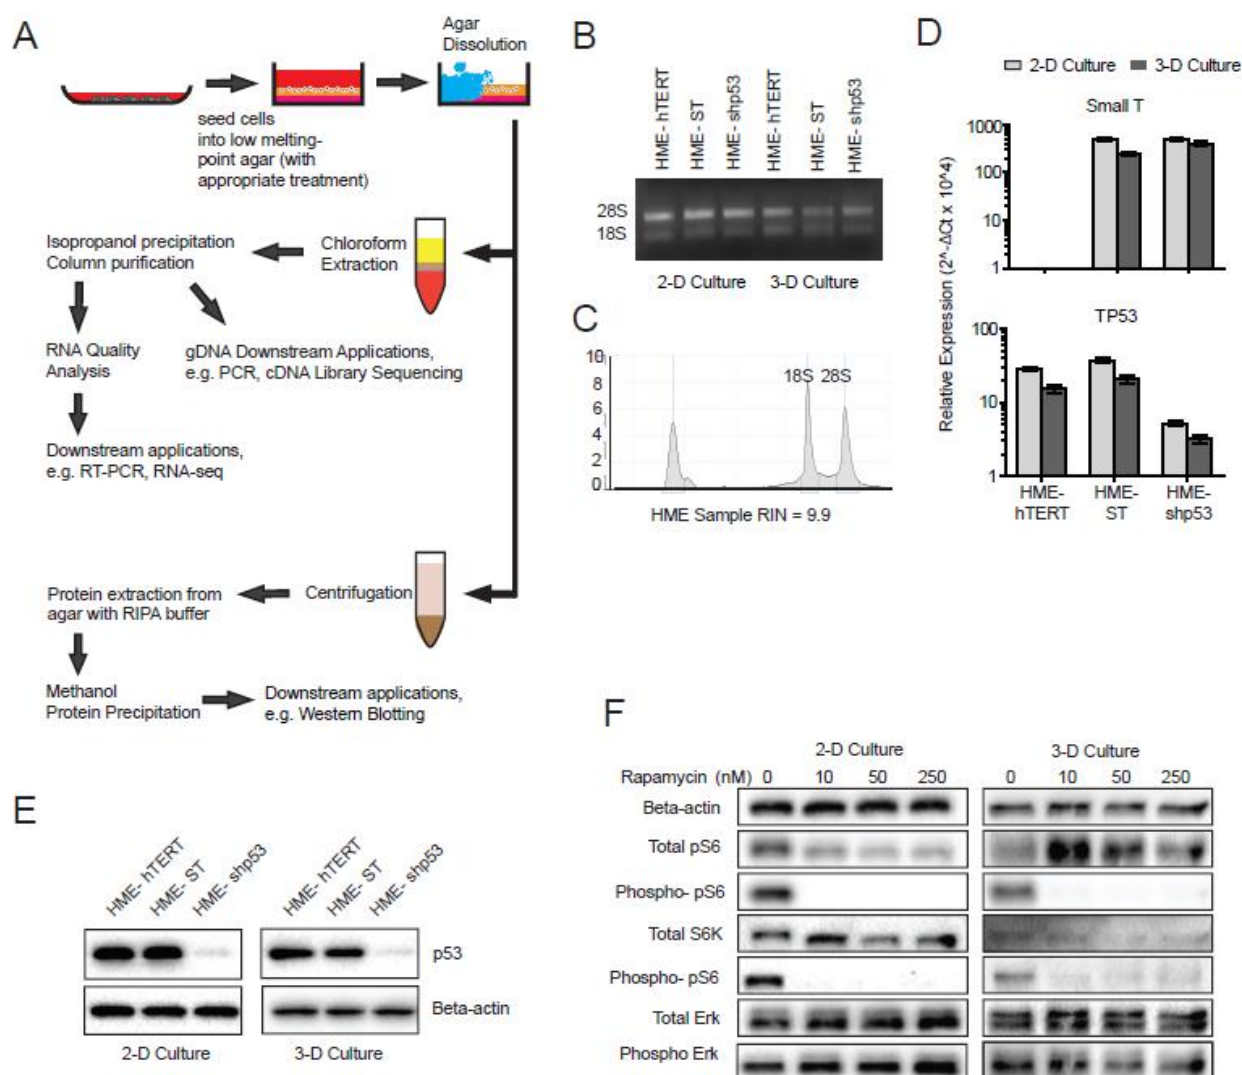 A
Agar
Dissolution
seed cells
into low melting-
point agar (with
appropriate treatment)
Isopropanol precipitation
Column purification
Chloroform
Extraction
RNA Quality
Analysis
gDNA Downstream Applications,
e.g. PCR, cDNA Library Sequencing
Downstream applications,
e.g. RT-PCR, RNA-seq
Protein extraction from
agar with RIPA buffer
Centrifugation
Methanol
Protein Precipitation
Downstream applications,
e.g. Western Blotting
B
HME- hTERT
HME- ST
HME- shp53
HME- hTERT
HME- ST
HME- shp53
28S
18S
2-D Culture 3-D Culture
C
10
8
6
4
2
0
18S 28S
HME Sample RIN = 9.9
D
2-D Culture 3-D Culture
Small T
1000
100
10
1
Relative Expression (2^-ΔCt x 10^4)
TP53
100
10
1
HME-
hTERT
HME-
ST
HME-
shp53
E
HME- hTERT
HME- ST
HME- shp53
HME- hTERT
HME- ST
HME- shp53
p53
Beta-actin
2-D Culture 3-D Culture
F
2-D Culture 3-D Culture
Rapamycin (nM) 0 10 50 250 0 10 50 250
Beta-actin
Total pS6
Phospho- pS6
Total S6K
Phospho- pS6
Total Erk
Phospho Erk